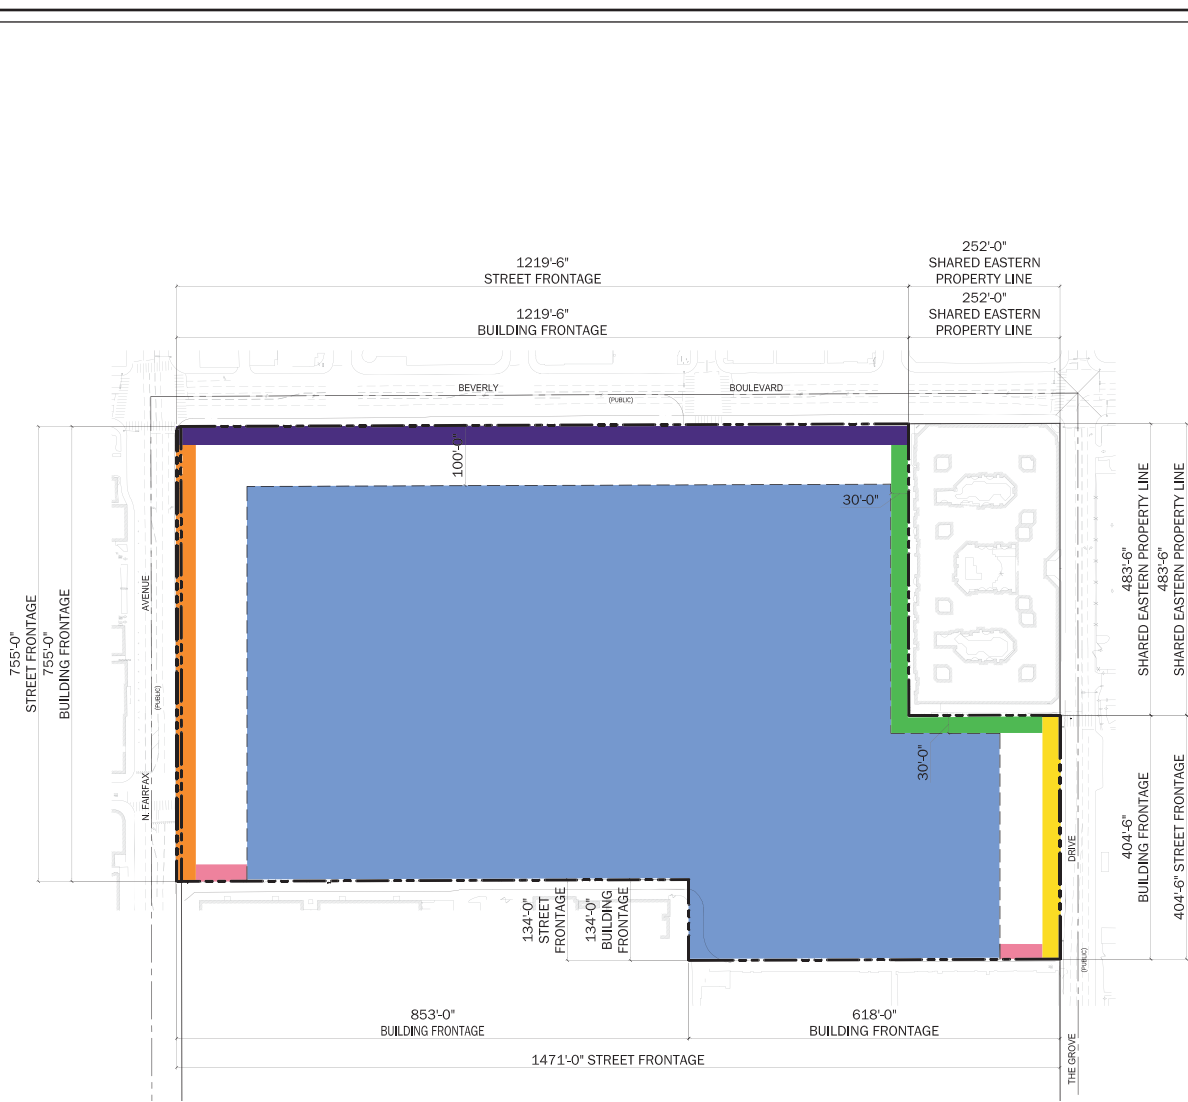 252'-0"
SHARED EASTERN
PROPERTY LINE
1219'-6"
STREET FRONTAGE
252'-0"
SHARED EASTERN
PROPERTY LINE
1219'-6"
BUILDING FRONTAGE
BEVERLY
BOULEVARD
(PUBLIC)
100'-0"
30'-0"
483'-6"
SHARED EASTERN PROPERTY LINE
483'-6"
SHARED EASTERN PROPERTY LINE
AVENUE
755'-0"
STREET FRONTAGE
755'-0"
BUILDING FRONTAGE
(PUBLIC)
N. FAIRFAX
30'-0"
404'-6"
BUILDING FRONTAGE
404'-6" STREET FRONTAGE
DRIVE
134'-0"
STREET
FRONTAGE
134'-0"
BUILDING
FRONTAGE
(PUBLIC)
853'-0"
BUILDING FRONTAGE
618'-0"
BUILDING FRONTAGE
1471'-0" STREET FRONTAGE
THE GROVE